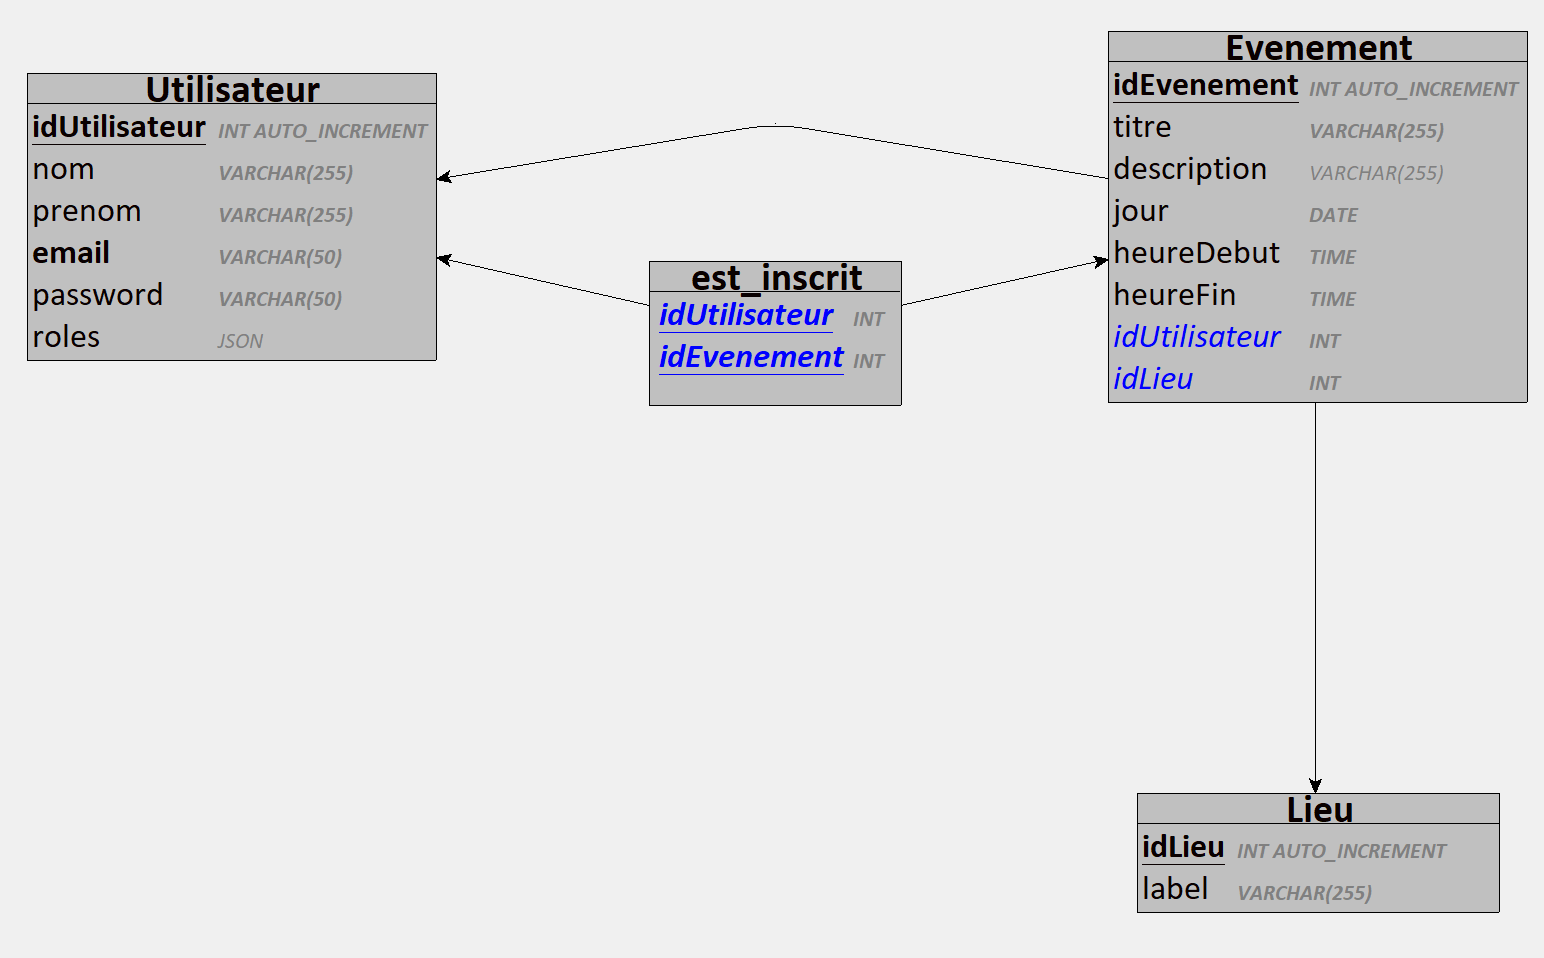 Utilisateur
idUtilisateur INT AUTO_INCREMENT
nom VARCHAR(255)
prenom VARCHAR(255)
email VARCHAR(50)
password VARCHAR(50)
roles JSON
est_inscrit
idUtilisateur INT
idEvenement INT
Evenement
idEvenement INT AUTO_INCREMENT
titre VARCHAR(255)
description VARCHAR(255)
jour DATE
heureDebut TIME
heureFin TIME
idUtilisateur INT
idLieu INT
Lieu
idLieu INT AUTO_INCREMENT
label VARCHAR(255)